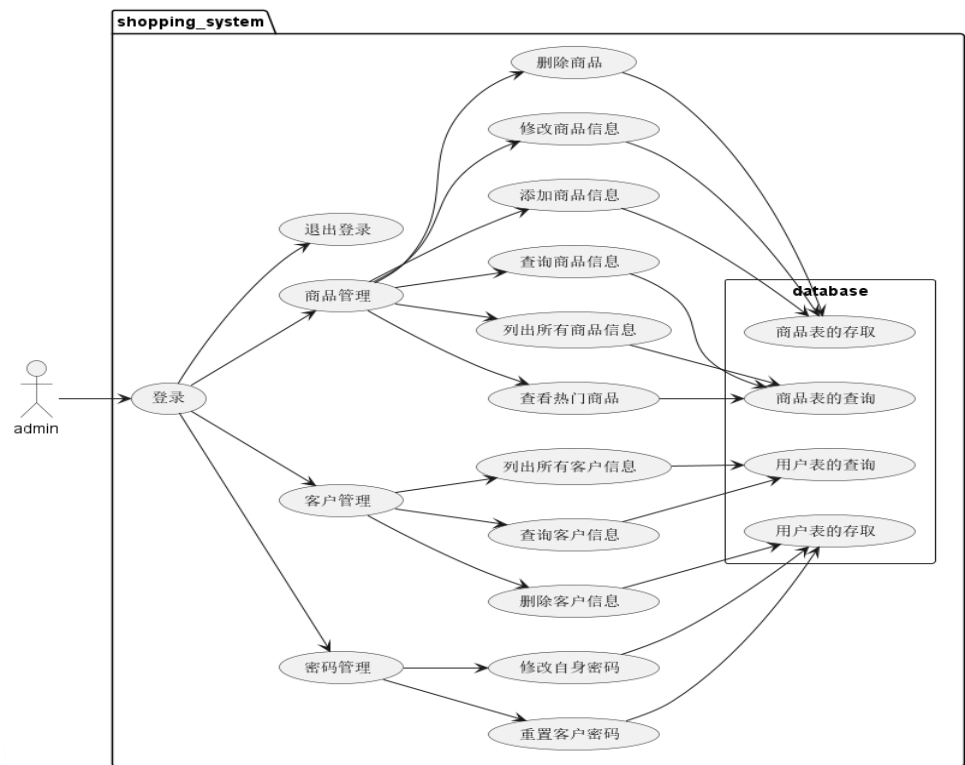 shopping_system
删除商品
修改商品信息
添加商品信息
退出登录
查询商品信息
database
商品管理
列出所有商品信息
商品表的存取
登录
查看热门商品
商品表的查询
admin
列出所有客户信息
用户表的查询
客户管理
查询客户信息
用户表的存取
删除客户信息
密码管理
修改自身密码
重置客户密码